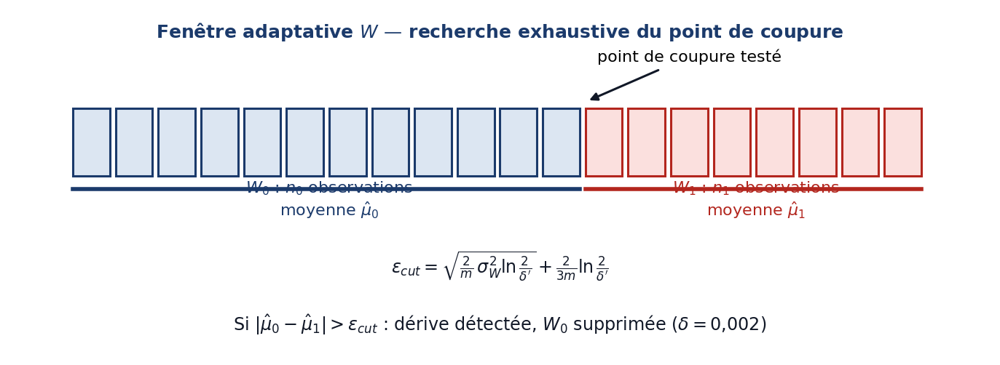 Fenêtre adaptative W — recherche exhaustive du point de coupure
point de coupure testé
W₀ : n₀ observations
moyenne μ̂₀
W₁ : n₁ observations
moyenne μ̂₁
ε_cut = √(2/m σ²_W ln 2/δ′) + 2/3m ln 2/δ′
Si |μ̂₀ − μ̂₁| > ε_cut : dérive détectée, W₀ supprimée (δ = 0,002)